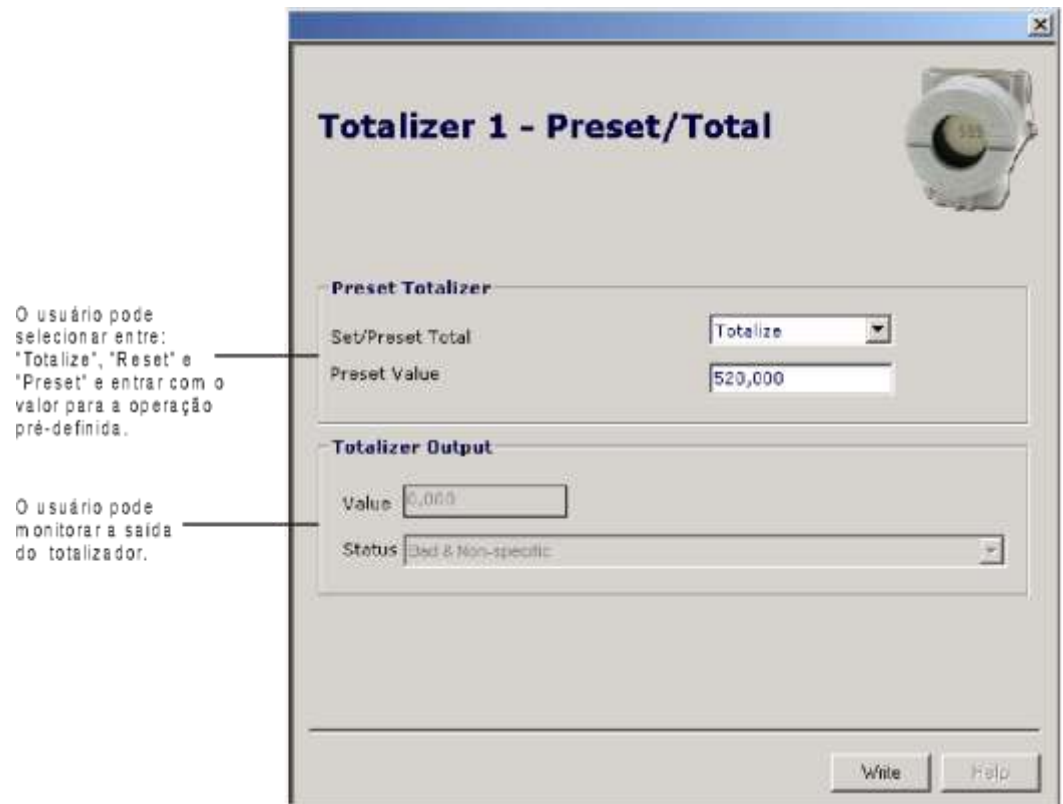 Totalizer 1 - Preset/Total
Preset Totalizer
O usuário pode
selecionar entre:
"Totalize", "Reset" e
"Preset" e entrar com o
valor para a operação
pré-definida.
Set/Preset Total
Totalize
Preset Value
520,000
Totalizer Output
O usuário pode
monitorar a saída
do totalizador.
Value
0,000
Status
Bad & Non-specific
Write
Help